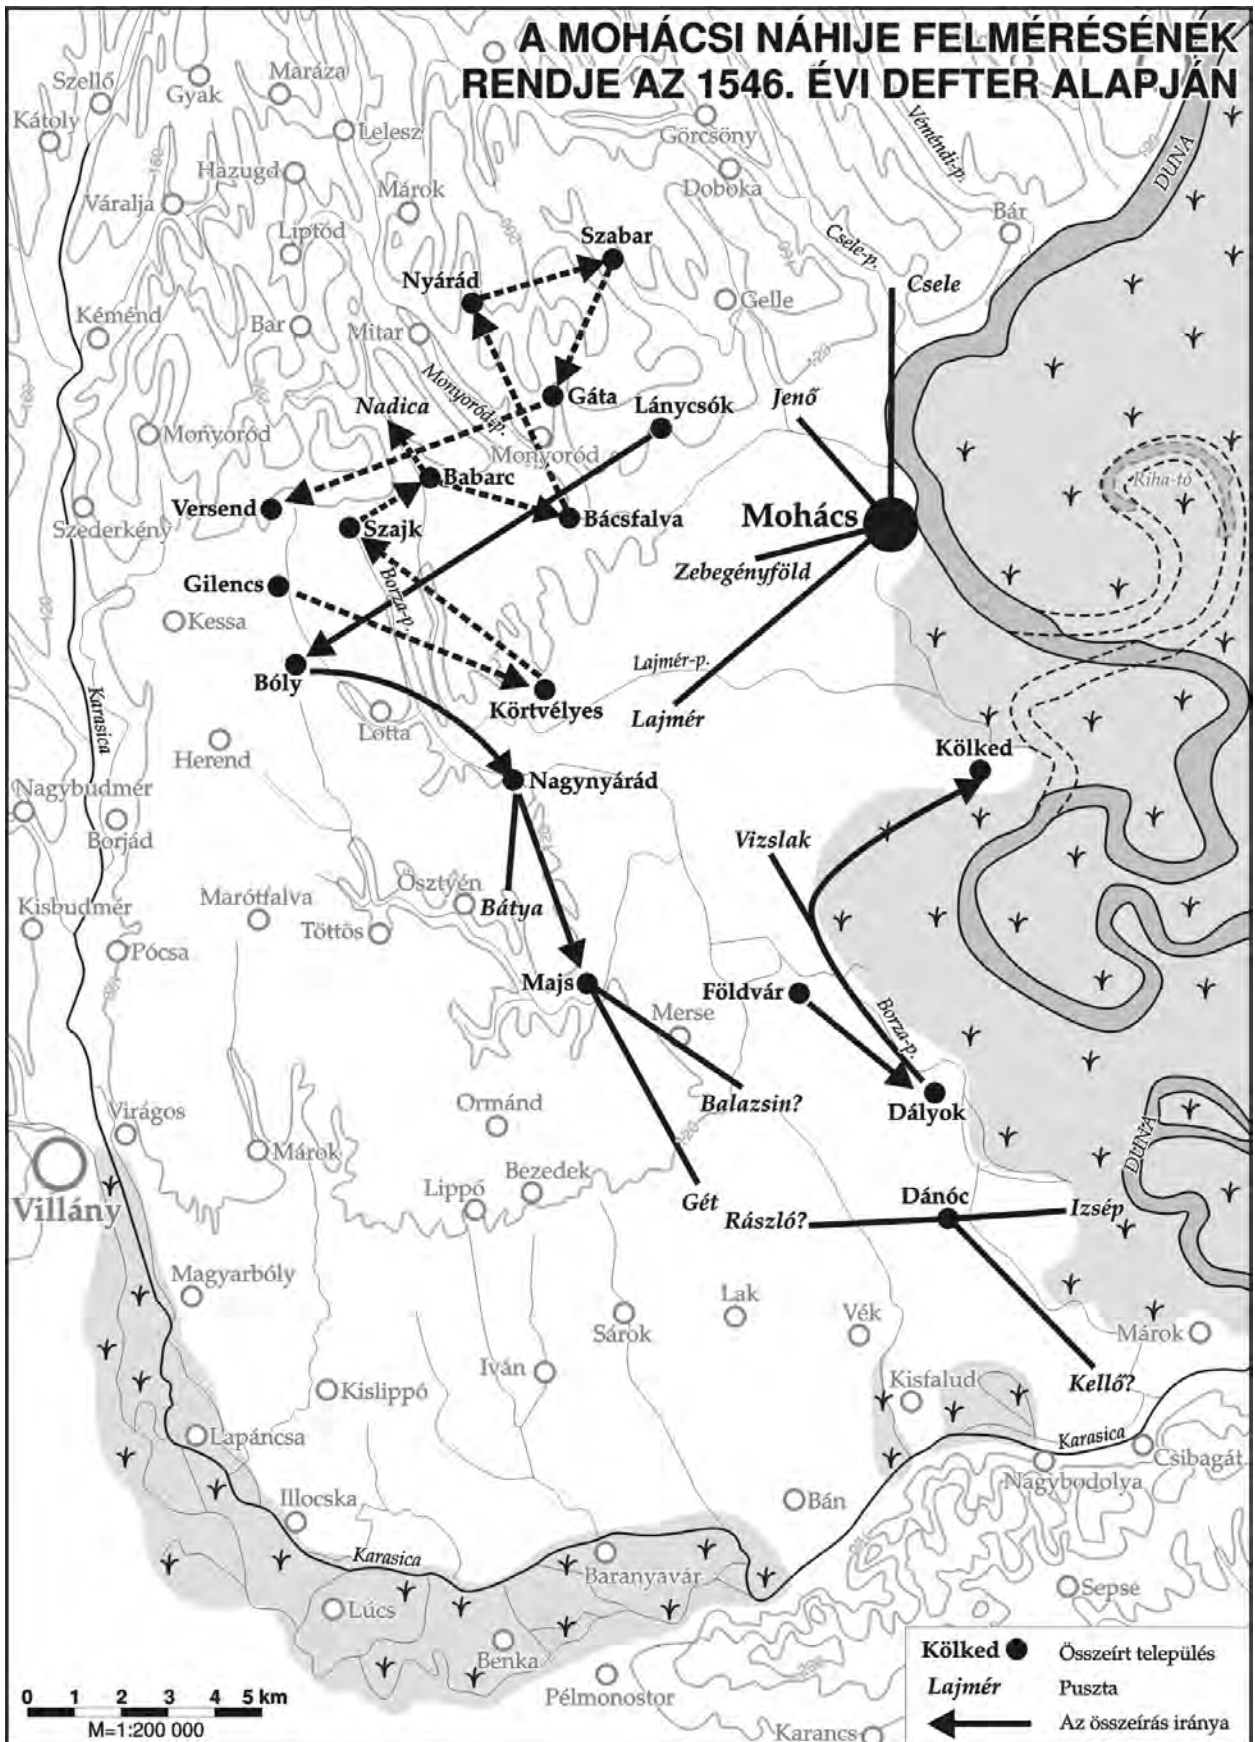 A MOHÁCSI NÁHIJE FELMÉRÉSÉNEK
RENDJE AZ 1546. ÉVI DEFTER ALAPJÁN
Szellő
Gyak
Maráza
Kátoly
Lelesz
Görcsöny
Véméndi-p.
DUNA
Hazugd
Doboka
Váralja
Márok
Bár
Liptód
Szabar
Csele-p.
Nyárád
Csele
Gelle
Kéménd
Bar
Mitar
Monyoród-p.
Nadica
Gáta
Lánycsók
Jenő
Monyoród
Monyoród
Babarc
Kiha-tó
Versend
Szajk
Bácsfalva
Mohács
Szederkény
Zebegényföld
Gilencs
Borza-p.
Kessa
Lajmér-p.
Bóly
Körtvélyes
Lajmér
Karasica
Lotta
Herend
Kölked
Nagynyárád
Nagybudmér
Borjád
Vizslak
Ösztyén
Marótfalva
Kisbudmér
Bátya
Töttös
Pócsa
Majs
Földvár
Merse
Borza-p.
Balazsin?
Dályok
Ormánd
Virágos
Márok
DUNA
Bezedek
Villány
Lippó
Gét
Dánóc
Rászló?
Izsép
Magyarbóly
Lak
Sárok
Vék
Márok
Iván
Kisfalud
Kellő?
Kislippó
Lapáncsa
Karasica
Csibagát
Nagybodolya
Illocska
Bán
Karasica
Baranyavár
Sepse
Lúcs
Benka
Pélmonostor
Karancs
Kölked
Összeírt település
Lajmér
Puszta
Az összeírás iránya
0 1 2 3 4 5 km
M=1:200 000